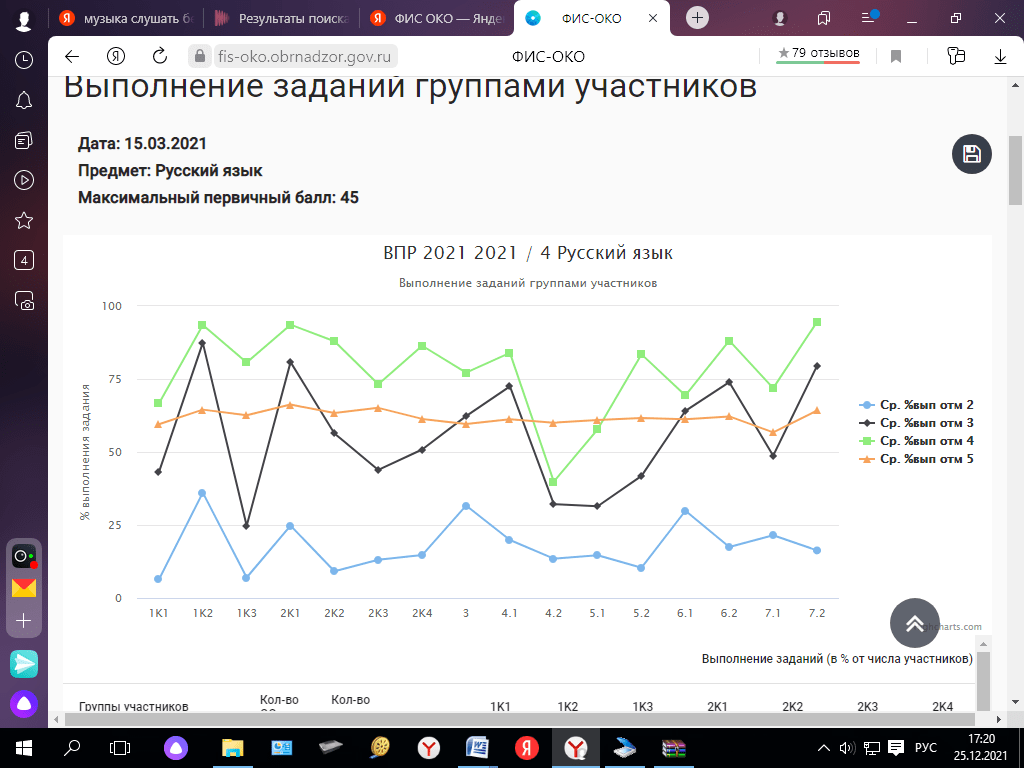 музыка слушать б
Результаты поиска
ФИС ОКО — Янде
ФИС-ОКО
fis-oko.obrnadzor.gov.ru
ФИС-ОКО
79 отзывов
Выполнение заданий группами участников
Дата: 15.03.2021
Предмет: Русский язык
Максимальный первичный балл: 45
4
ВПР 2021 2021 / 4 Русский язык
Выполнение заданий группами участников
% выполнения задания
100
75
50
25
0
1K1 1K2 1K3 2K1 2K2 2K3 2K4 3 4.1 4.2 5.1 5.2 6.1 6.2 7.1 7.2
Ср. %вып отм 2
Ср. %вып отм 3
Ср. %вып отм 4
Ср. %вып отм 5
charts.com
Выполнение заданий (в % от числа участников)
Группы участников Кол-во Кол-во 1K1 1K2 1K3 2K1 2K2 2K3 2K4
РУС
17:20
25.12.2021